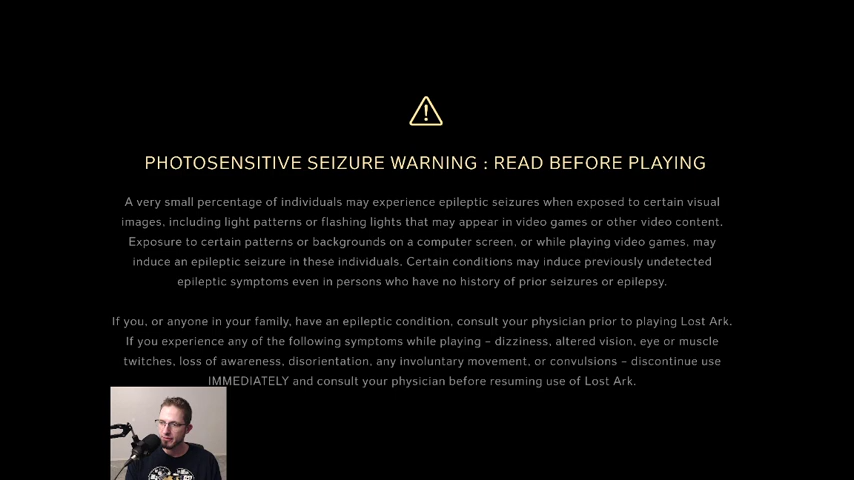 PHOTOSENSITIVE SEIZURE WARNING : READ BEFORE PLAYING
A very small percentage of individuals may experience epileptic seizures when exposed to certain visual
images, including light patterns or flashing lights that may appear in video games or other video content.
Exposure to certain patterns or backgrounds on a computer screen, or while playing video games, may
induce an epileptic seizure in these individuals. Certain conditions may induce previously undetected
epileptic symptoms even in persons who have no history of prior seizures or epilepsy.
If you, or anyone in your family, have an epileptic condition, consult your physician prior to playing Lost Ark.
If you experience any of the following symptoms while playing – dizziness, altered vision, eye or muscle
twitches, loss of awareness, disorientation, any involuntary movement, or convulsions – discontinue use
IMMEDIATELY and consult your physician before resuming use of Lost Ark.